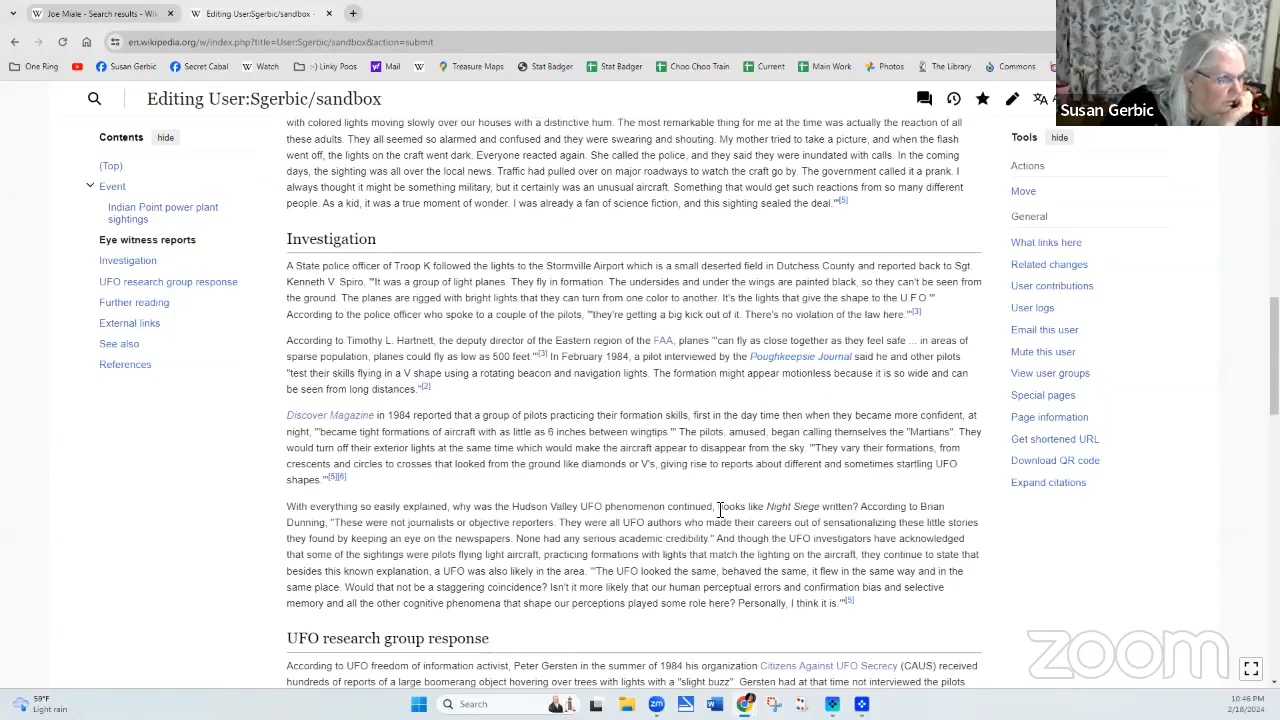 Joe Miale - Search results - Wi
Editing User:Sgerbic/sandbox -
en.wikipedia.org/w/index.php?title=User:Sgerbic/sandbox&action=submit
One Ring
Susan Gerbic
Secret Cabal
Watch
:-) Linky Poos
Mail
Treasure Maps
Stat Badger
Stat Badger
Choo Choo Train
Current
Main Work
Photos
The:Library
Commons
Susan Gerbic
Editing User:Sgerbic/sandbox
Contents
hide
(Top)
Event
Indian Point power plant
sightings
Eye witness reports
Investigation
UFO research group response
Further reading
External links
See also
References
with colored lights moving slowly over our houses with a distinctive hum. The most remarkable thing for me at the time was actually the reaction of all
these adults. They all seemed so alarmed and confused and they were swearing and shouting. My mother tried to take a picture, and when the flash
went off, the lights on the craft went dark. Everyone reacted again. She called the police, and they said they were inundated with calls. In the coming
days, the sighting was all over the local news. Traffic had pulled over on major roadways to watch the craft go by. The government called it a prank. I
always thought it might be something military, but it certainly was an unusual aircraft. Something that would get such reactions from so many different
people. As a kid, it was a true moment of wonder. I was already a fan of science fiction, and this sighting sealed the deal.'"[5]
Investigation
A State police officer of Troop K followed the lights to the Stormville Airport which is a small deserted field in Dutchess County and reported back to Sgt.
Kenneth V. Spiro, "'It was a group of light planes. They fly in formation. The undersides and under the wings are painted black, so they can't be seen from
the ground. The planes are rigged with bright lights that they can turn from one color to another. It's the lights that give the shape to the U.F.O.'"
According to the police officer who spoke to a couple of the pilots, "'they're getting a big kick out of it. There's no violation of the law here.'"[3]
According to Timothy L. Hartnett, the deputy director of the Eastern region of the FAA, planes "'can fly as close together as they feel safe ... in areas of
sparse population, planes could fly as low as 500 feet.'"[3] In February 1984, a pilot interviewed by the Poughkeepsie Journal said he and other pilots
"test their skills flying in a V shape using a rotating beacon and navigation lights. The formation might appear motionless because it is so wide and can
be seen from long distances."[2]
Discover Magazine in 1984 reported that a group of pilots practicing their formation skills, first in the day time then when they became more confident, at
night, "'became tight formations of aircraft with as little as 6 inches between wingtips.'" The pilots, amused, began calling themselves the "Martians". They
would turn off their exterior lights at the same time which would make the aircraft appear to disappear from the sky. "'They vary their formations, from
crescents and circles to crosses that looked from the ground like diamonds or V's, giving rise to reports about different and sometimes startling UFO
shapes.'"[5][6]
With everything so easily explained, why was the Hudson Valley UFO phenomenon continued, books like Night Siege written? According to Brian
Dunning, "These were not journalists or objective reporters. They were all UFO authors who made their careers out of sensationalizing these little stories
they found by keeping an eye on the newspapers. None had any serious academic credibility." And though the UFO investigators have acknowledged
that some of the sightings were pilots flying light aircraft, practicing formations with lights that match the lighting on the aircraft, they continue to state that
besides this known explanation, a UFO was also likely in the area. "'The UFO looked the same, behaved the same, it flew in the same way and in the
same place. Would that not be a staggering coincidence? Isn't it more likely that our human perceptual errors and confirmation bias and selective
memory and all the other cognitive phenomena that shape our perceptions played some role here? Personally, I think it is.'"[5]
UFO research group response
According to UFO freedom of information activist, Peter Gersten in the summer of 1984 his organization Citizens Against UFO Secrecy (CAUS) received
hundreds of reports of a large boomerang object hovering over trees with lights with a "slight buzz". Gersten had at that time not interviewed the pilots
Tools
hide
Actions
Move
General
What links here
Related changes
User contributions
User logs
Email this user
Mute this user
View user groups
Special pages
Page information
Get shortened URL
Download QR code
Expand citations
zoom
59°F
Light rain
Search
10:46 PM
2/18/2024